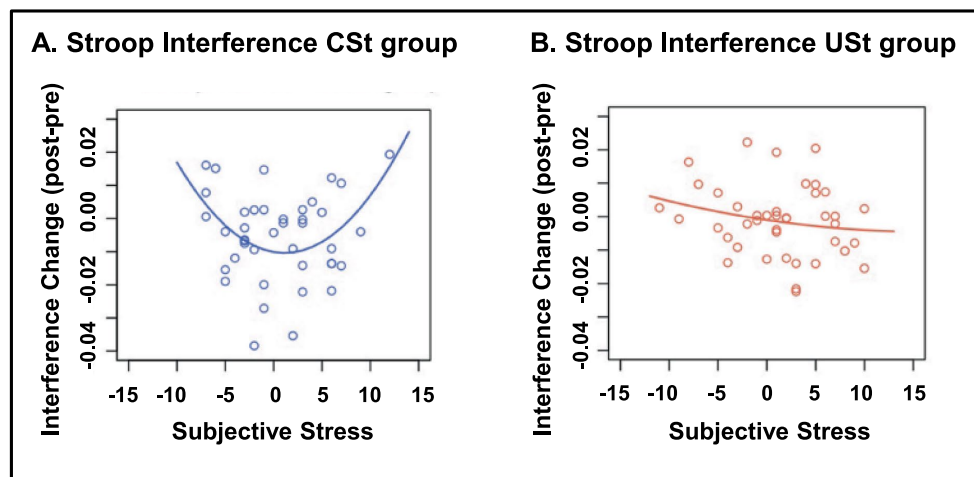 A. Stroop Interference CSt group
Interference Change (post-pre)
0.02
0.00
-0.02
-0.04
-15 -10 -5 0 5 10 15
Subjective Stress
B. Stroop Interference USt group
Interference Change (post-pre)
0.02
0.00
-0.02
-0.04
-15 -10 -5 0 5 10 15
Subjective Stress